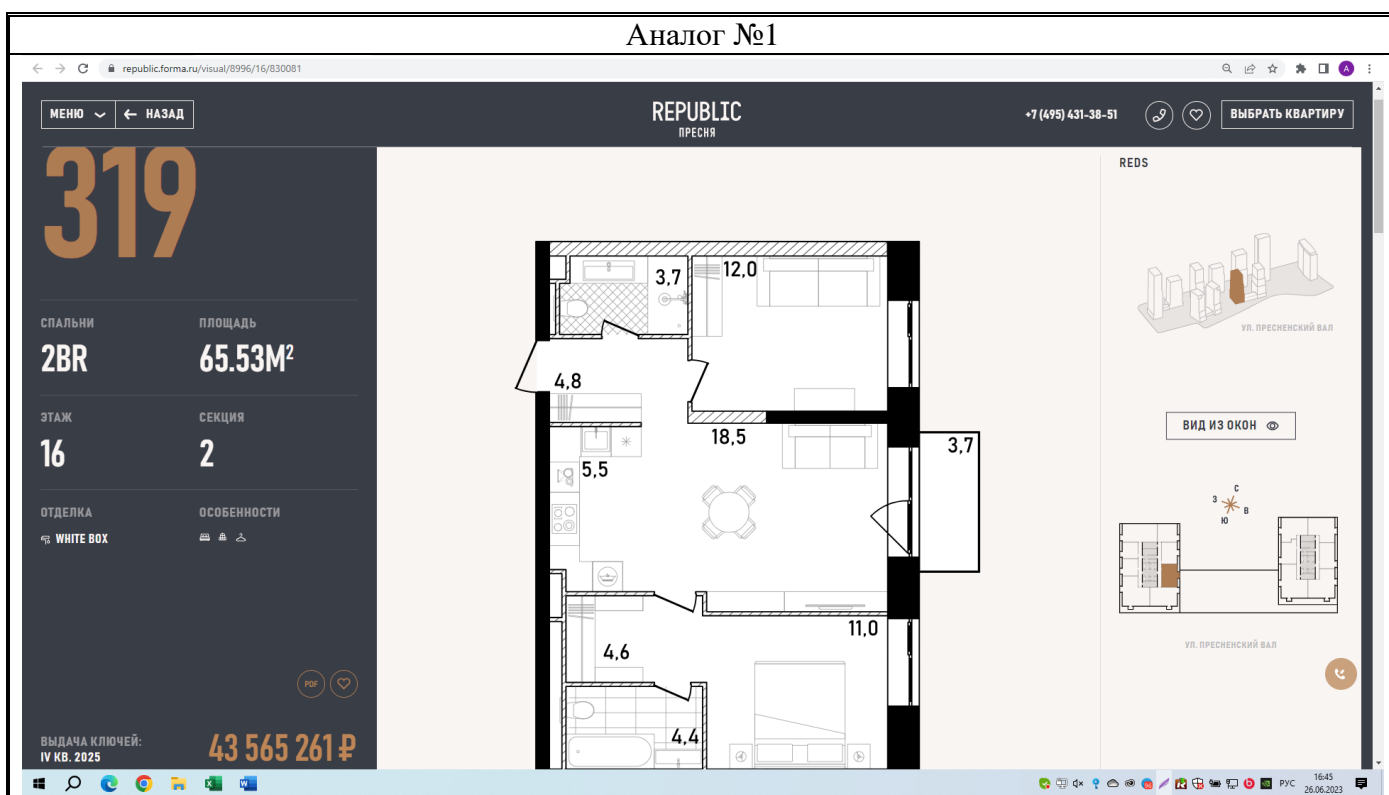 Аналог №1
republic.forma.ru/visual/8996/16/830081
A
МЕНЮ
НАЗАД
REPUBLIC
ПРЕСНЯ
+7 (495) 431-38-51
ВЫБРАТЬ КВАРТИРУ
319
СПАЛЬНИ
ПЛОЩАДЬ
2BR
65.53М²
ЭТАЖ
СЕКЦИЯ
16
2
ОТДЕЛКА
ОСОБЕННОСТИ
WHITE BOX
PDF
ВЫДАЧА КЛЮЧЕЙ:
IV КВ. 2025
43 565 261 ₽
3,7
12,0
4,8
18,5
3,7
5,5
11,0
4,6
4,4
REDS
УЛ. ПРЕСНЕНСКИЙ ВАЛ
ВИД ИЗ ОКОН
С
З
В
Ю
УЛ. ПРЕСНЕНСКИЙ ВАЛ
РУС
16:45
26.06.2023